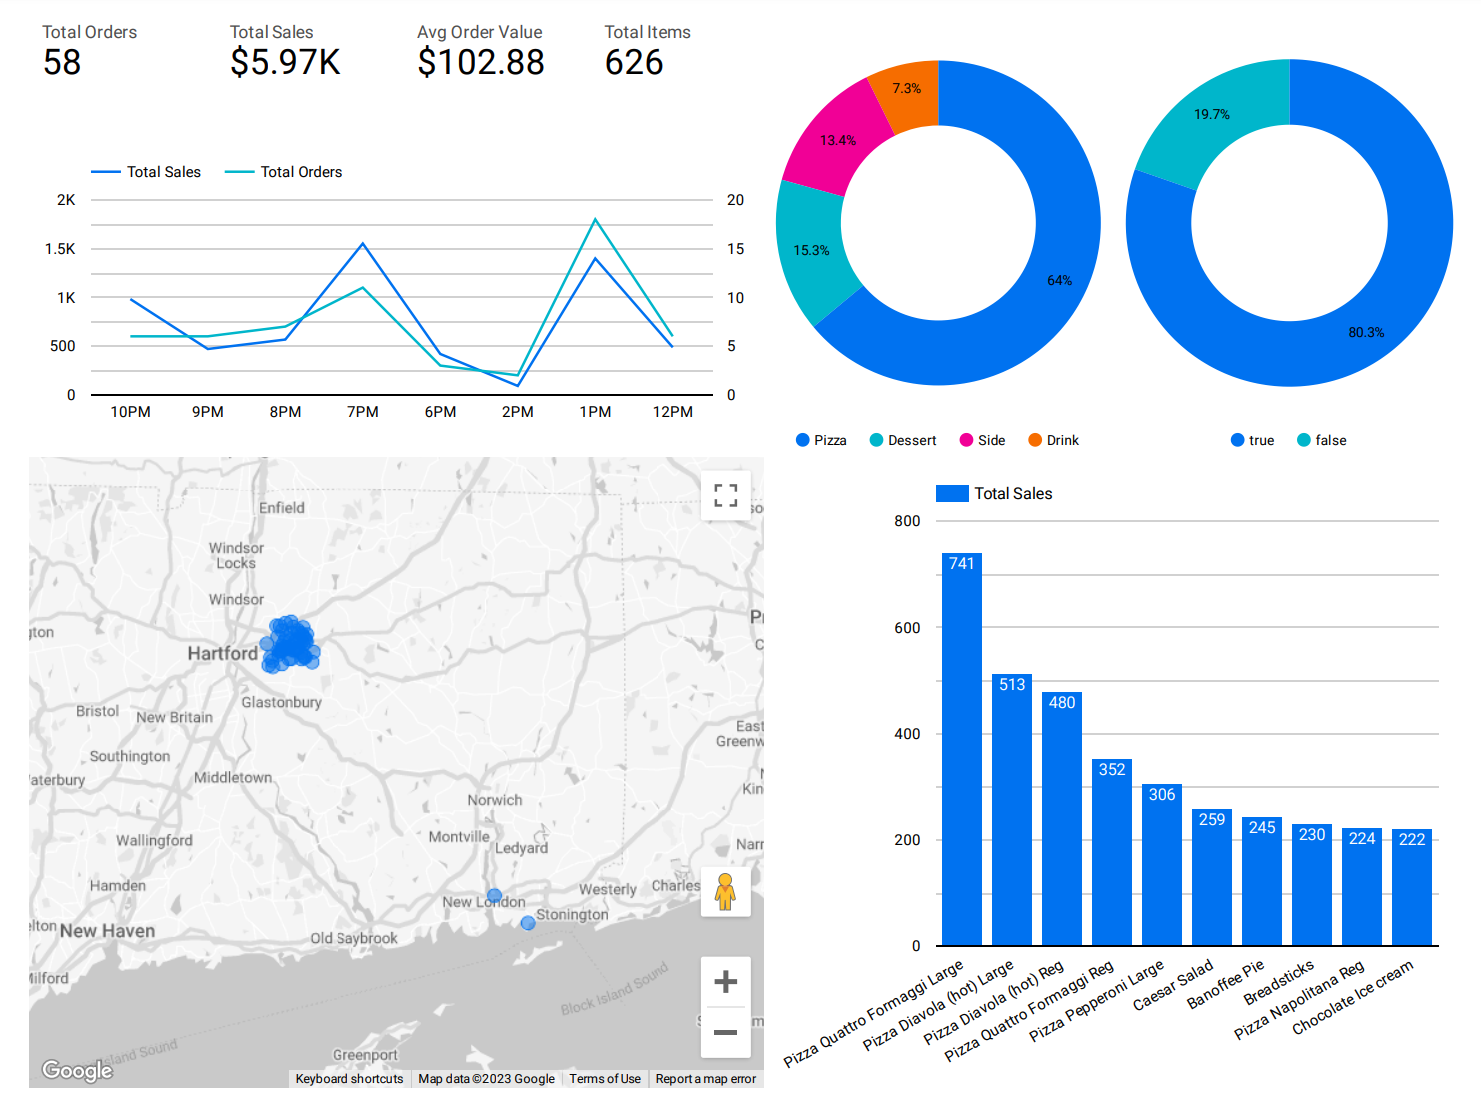 Total Orders
58
Total Sales
$5.97K
Avg Order Value
$102.88
Total Items
626
Total Sales
Total Orders
2K
1.5K
1K
500
0
20
15
10
5
0
10PM 9PM 8PM 7PM 6PM 2PM 1PM 12PM
7.3%
13.4%
15.3%
64%
Pizza Dessert Side Drink
19.7%
80.3%
true false
Enfield
Windsor
Locks
Windsor
gton
Hartford
Glastonbury
Bristol
New Britain
East
Greenw
Southington
aterbury
Middletown
Kin
Norwich
Wallingford
Montville
Ledyard
Narr
Hamden
Westerly
Charles
New London
Stonington
elton
New Haven
Old Saybrook
Milford
Block Island Sound
Island Sound
Greenport
Google
Keyboard shortcuts
Map data ©2023 Google
Terms of Use
Report a map error
Total Sales
800
600
400
200
0
741
513
480
352
306
259
245
230
224
222
Pizza Quattro Formaggi Large
Pizza Diavola (hot) Large
Pizza Diavola (hot) Reg
Pizza Quattro Formaggi Reg
Pizza Pepperoni Large
Caesar Salad
Banoffee Pie
Breadsticks
Pizza Napolitana Reg
Chocolate Ice cream